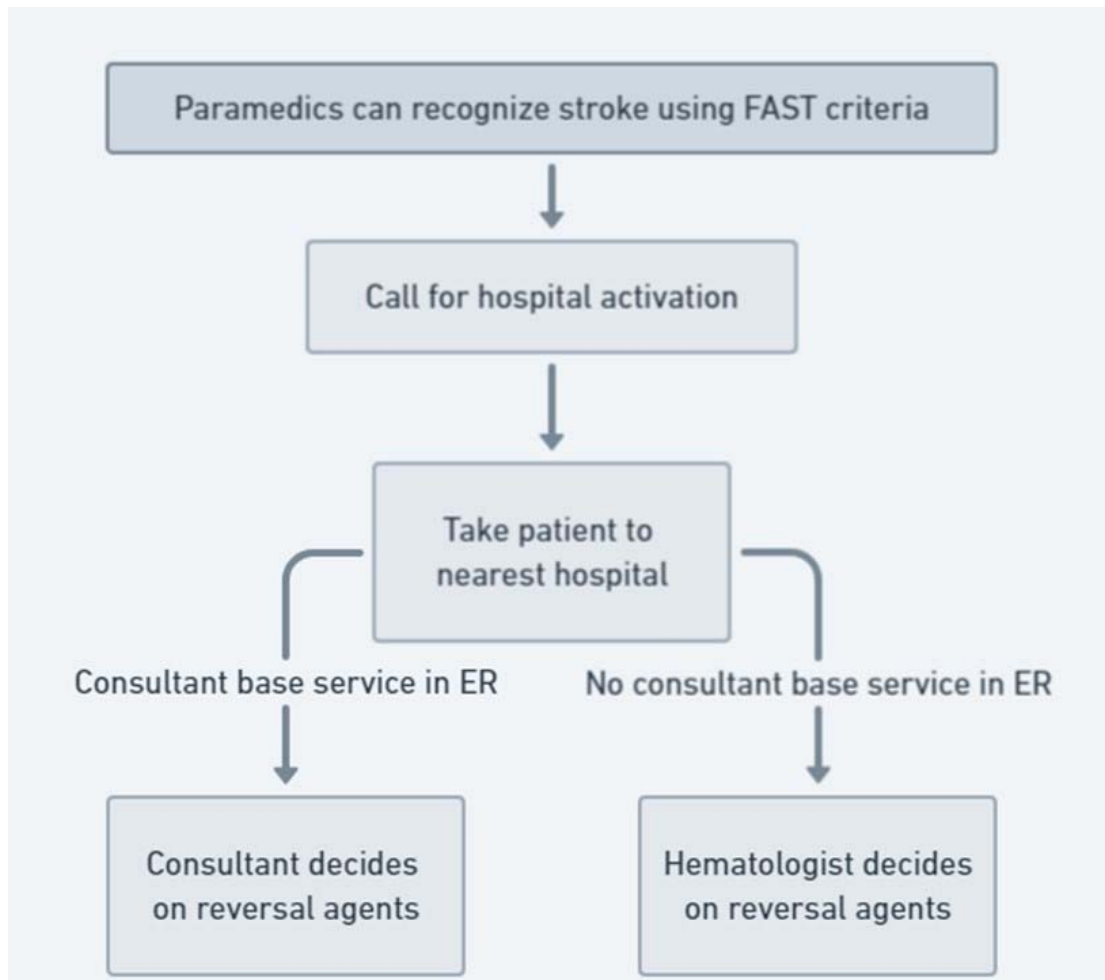 Paramedics can recognize stroke using FAST criteria
Call for hospital activation
Take patient to
nearest hospital
Consultant base service in ER
No consultant base service in ER
Consultant decides
on reversal agents
Hematologist decides
on reversal agents